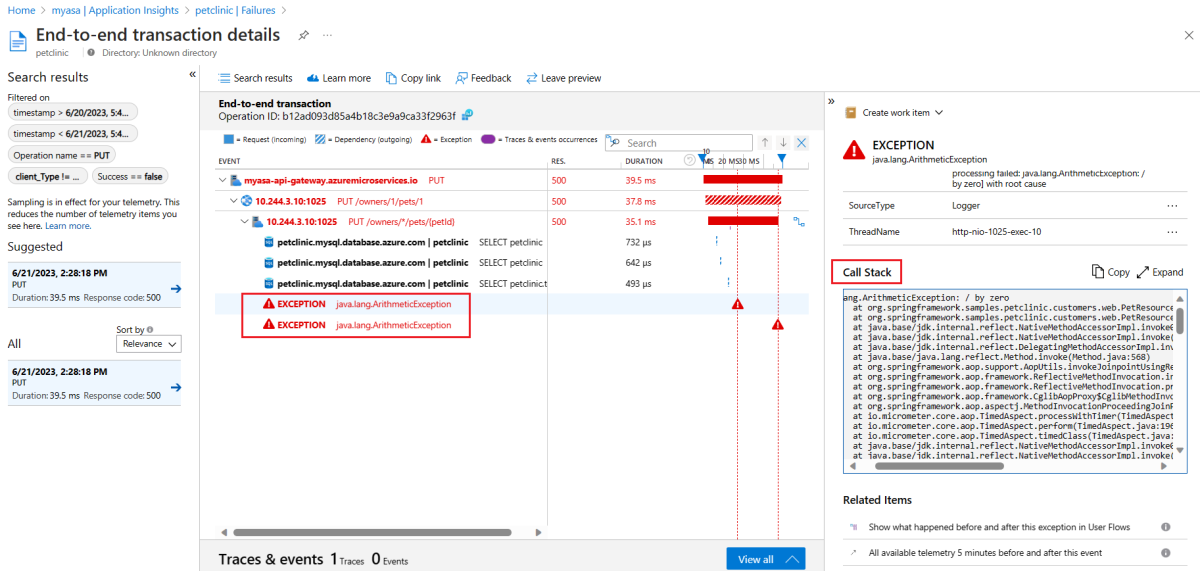 Home > myasa | Application Insights > petclinic | Failures >
End-to-end transaction details
petclinic
Directory: Unknown directory
Search results
Filtered on
timestamp > 6/20/2023, 5:4...
timestamp < 6/21/2023, 5:4...
Operation name == PUT
client_Type != ... Success == false
Sampling is in effect for your telemetry. This
reduces the number of telemetry items you
see here. Learn more.
Suggested
6/21/2023, 2:28:18 PM
PUT
Duration: 39.5 ms Response code: 500
Sort by
All
Relevance
6/21/2023, 2:28:18 PM
PUT
Duration: 39.5 ms Response code: 500
Search results Learn more Copy link Feedback Leave preview
End-to-end transaction
Operation ID: b12ad093d85a4b18c3e9a9ca33f2963f
= Request (incoming) = Dependency (outgoing) = Exception = Traces & events occurrences
Search
EVENT RES. DURATION 10 MS 20 MS 30 MS
myasa-api-gateway.azuremicroservices.io PUT 500 39.5 ms
10.244.3.10:1025 PUT /owners/1/pets/1 500 37.8 ms
10.244.3.10:1025 PUT /owners/*/pets/{petId} 500 35.1 ms
petclinic.mysql.database.azure.com | petclinic SELECT petclinic 732 µs
petclinic.mysql.database.azure.com | petclinic SELECT petclinic 642 µs
petclinic.mysql.database.azure.com | petclinic SELECT petclinic.t 493 µs
EXCEPTION java.lang.ArithmeticException
EXCEPTION java.lang.ArithmeticException
Traces & events 1 Traces 0 Events
View all
Create work item
EXCEPTION
java.lang.ArithmeticException
processing failed: java.lang.ArithmeticException: /
by zero] with root cause
SourceType Logger ...
ThreadName http-nio-1025-exec-10 ...
Call Stack
Copy Expand
ang.ArithmeticException: / by zero
at org.springframework.samples.petclinic.customers.web.PetResource
at org.springframework.samples.petclinic.customers.web.PetResource
at java.base/jdk.internal.reflect.NativeMethodAccessorImpl.invoke0
at java.base/jdk.internal.reflect.NativeMethodAccessorImpl.invoke(
at java.base/jdk.internal.reflect.DelegatingMethodAccessorImpl.inv
at java.base/java.lang.reflect.Method.invoke(Method.java:568)
at org.springframework.aop.support.AopUtils.invokeJoinpointUsingRe
at org.springframework.aop.framework.ReflectiveMethodInvocation.in
at org.springframework.aop.framework.ReflectiveMethodInvocation.pr
at org.springframework.aop.framework.CglibAopProxy$CglibMethodInvo
at org.springframework.aop.aspectj.MethodInvocationProceedingJoinP
at io.micrometer.core.aop.TimedAspect.processWithTimer(TimedAspect
at io.micrometer.core.aop.TimedAspect.perform(TimedAspect.java:196
at io.micrometer.core.aop.TimedAspect.timedClass(TimedAspect.java:
at java.base/jdk.internal.reflect.NativeMethodAccessorImpl.invoke0
at java.base/jdk.internal.reflect.NativeMethodAccessorImpl.invoke(
Related Items
Show what happened before and after this exception in User Flows
All available telemetry 5 minutes before and after this event